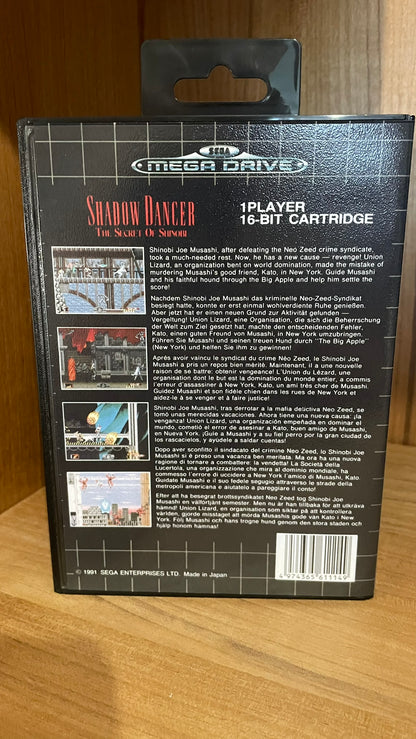 SEGA
MEGA DRIVE
SHADOW DANCER
THE SECRET OF SHINOBI
1 PLAYER
16-BIT CARTRIDGE
Shinobi Joe Musashi, after defeating the Neo Zeed crime syndicate,
took a much-needed rest. Now, he has a new cause — revenge! Union
Lizard, an organization bent on world domination, made the mistake of
murdering Musashi's good friend, Kato, in New York. Guide Musashi and
his faithful hound through the Big Apple and help him settle the
score!
Nachdem Shinobi Joe Musashi das kriminelle Neo-Zeed-Syndikat
besiegt hatte, konnte er erst einmal wohlverdiente Ruhe genießen.
Aber jetzt hat er einen neuen Grund zur Aktivität gefunden —
Vergeltung! Union Lizard, eine Organisation, die sich die Beherrschung
der Welt zum Ziel gesetzt hat, machte den entscheidenden Fehler,
Kato, einen guten Freund von Musashi, in New York umzubringen.
Führen Sie Musashi und seinen treuen Hund durch "The Big Apple"
(New York) und helfen Sie ihm zu gewinnen!
Après avoir vaincu le syndicat du crime Néo Zeed, le Shinobi Joe
Musashi a pris un repos bien mérité. Maintenant, il a une nouvelle
raison de se battre: obtenir vengeance! L'Union du Lézard, une
organisation dont le but est la domination du monde entier, a commis
l'erreur d'assassiner à New York, Kato, un ami très cher de Musashi.
Guidez Musashi et son fidèle chien dans les rues de New York et
aidez-le à se venger et à faire justice!
Shinobi Joe Musashi, tras derrotar a la mafia delictiva Neo Zeed, se
tomó unas merecidas vacaciones. Ahora tiene una nueva causa; ¡la
venganza! Union Lizard, una organización empeñada en dominar el
mundo, cometió el error de asesinar a Kato, buen amigo de Musashi,
en Nueva York. ¡Guíe a Musashi y a su fiel perro por la gran ciudad de
los rascacielos, y ayúdele a saldar cuentas!
Dopo aver sconfitto il sindacato del crimine Neo Zeed, lo Shinobi Joe
Musashi si è preso una vacanza ben meritata. Ma ora ha una nuova
ragione di tornare a combattere: la vendetta! La Società della
Lucertola, una organizzazione che mira al dominio mondiale, ha
commesso l'errore di uccidere a New York l'amico di Musashi, Kato.
Guidate Musashi e il suo fedele segugio attraverso le strade della
metropoli americana e aiutatelo a pareggiare il conto!
Efter att ha besegrat brottssyndikatet Neo Zeed tog Shinobi Joe
Musashi en välförtjänt semester. Men nu är han tillbaka för att utkräva
hämnd! Union Lizard, en organisation som siktar på att kontrollera
världen, gjorde misstaget att mörda Musashis gode vän Kato i New
York. Följ Musashi och hans trogne hund genom den stora staden och
hjälp honom hämnas!
© 1991 SEGA ENTERPRISES LTD. Made in Japan
4 974365 611149